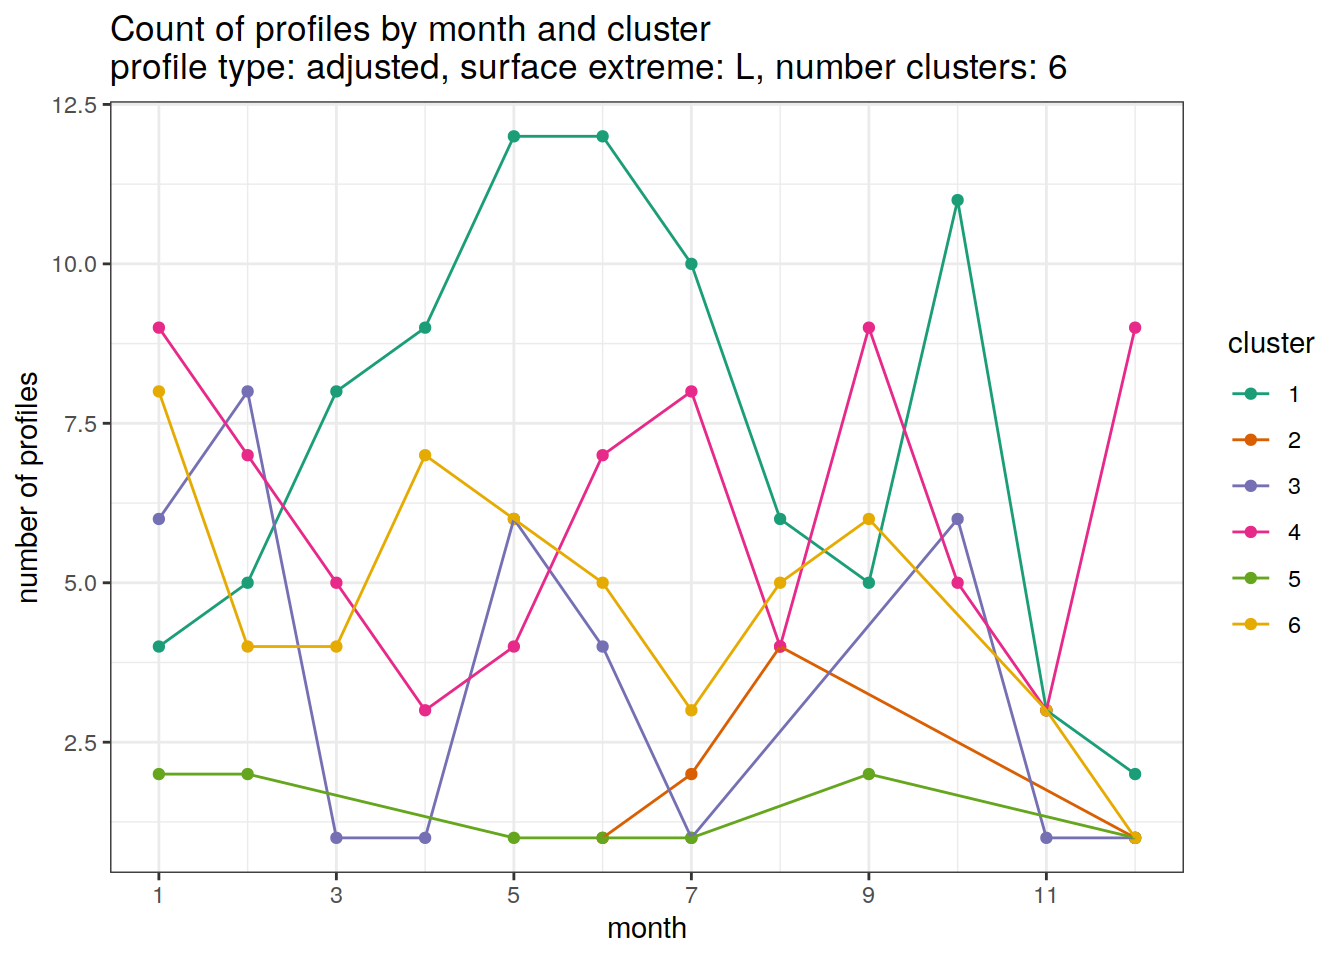 Count of profiles by month and cluster
profile type: adjusted, surface extreme: L, number clusters: 6
12.5
10.0
7.5
5.0
2.5
number of profiles
1 3 5 7 9 11
month
cluster
1
2
3
4
5
6